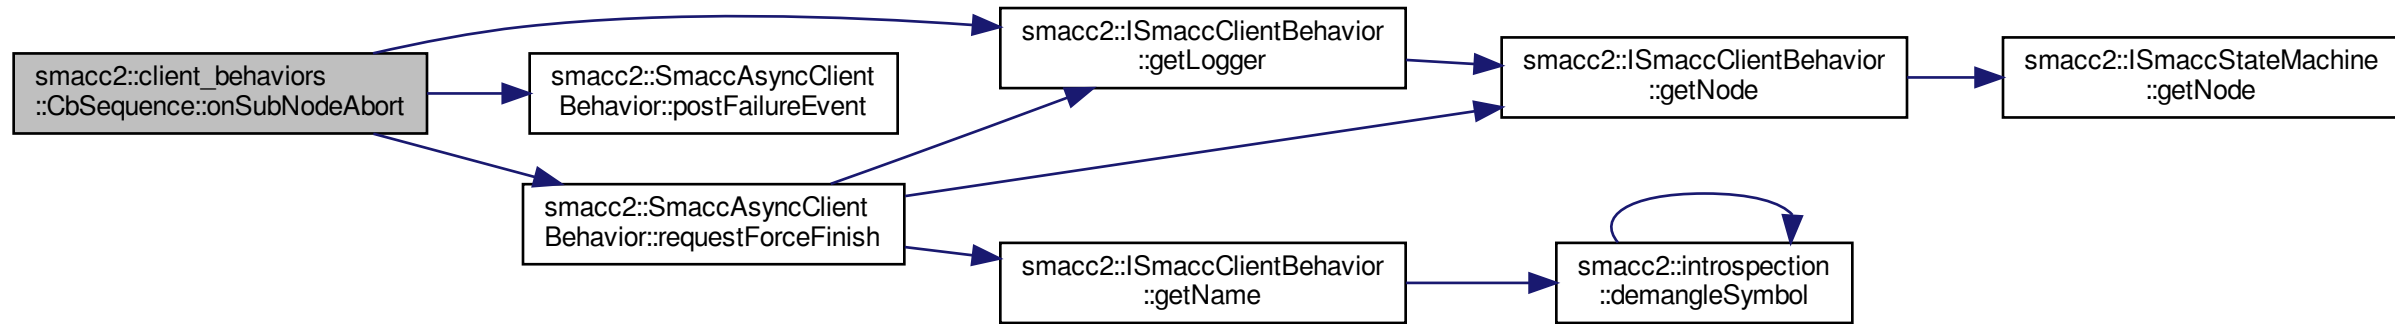 smacc2::client_behaviors
::CbSequence::onSubNodeAbort
smacc2::SmaccAsyncClient
Behavior::postFailureEvent
smacc2::SmaccAsyncClient
Behavior::requestForceFinish
smacc2::ISmaccClientBehavior
::getLogger
smacc2::ISmaccClientBehavior
::getName
smacc2::ISmaccClientBehavior
::getNode
smacc2::introspection
::demangleSymbol
smacc2::ISmaccStateMachine
::getNode